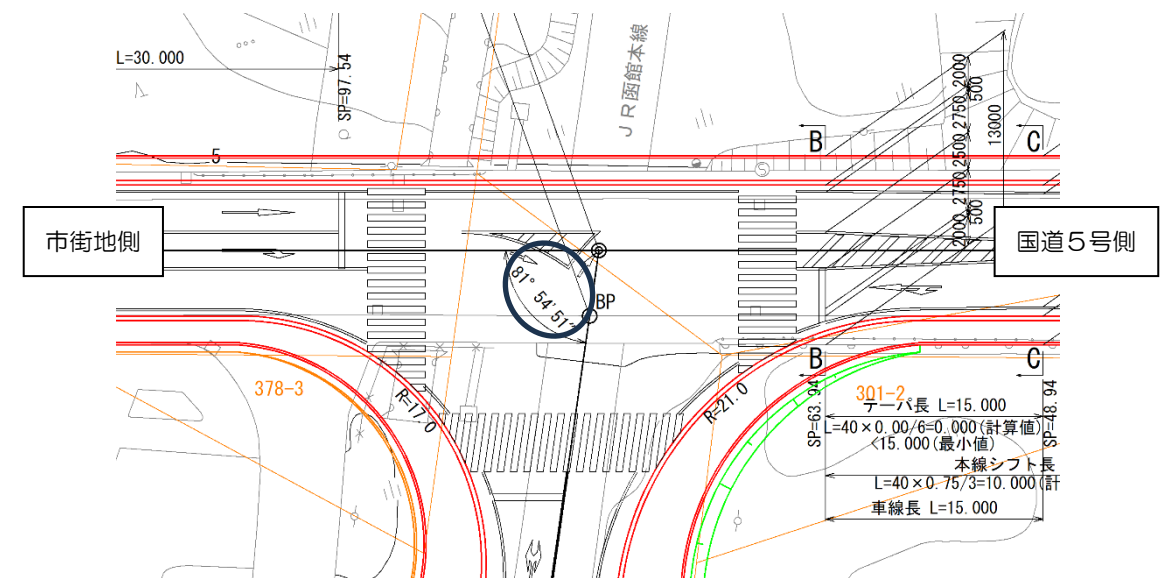 L=30.000
SP=97.54
JR函館本線
2000
500
2750
2500
2750
500
2000
13000
B
C
5
市街地側
国道５号側
81° 54′51″
BP
378-3
R=17.0
R=21.0
B
C
301-2
SP=63.94
SP=48.94
テーパ長 L=15.000
L=40×0.00/6=0.000(計算値)
<15.000(最小値)
本線シフト長
L=40×0.75/3=10.000(計
車線長 L=15.000